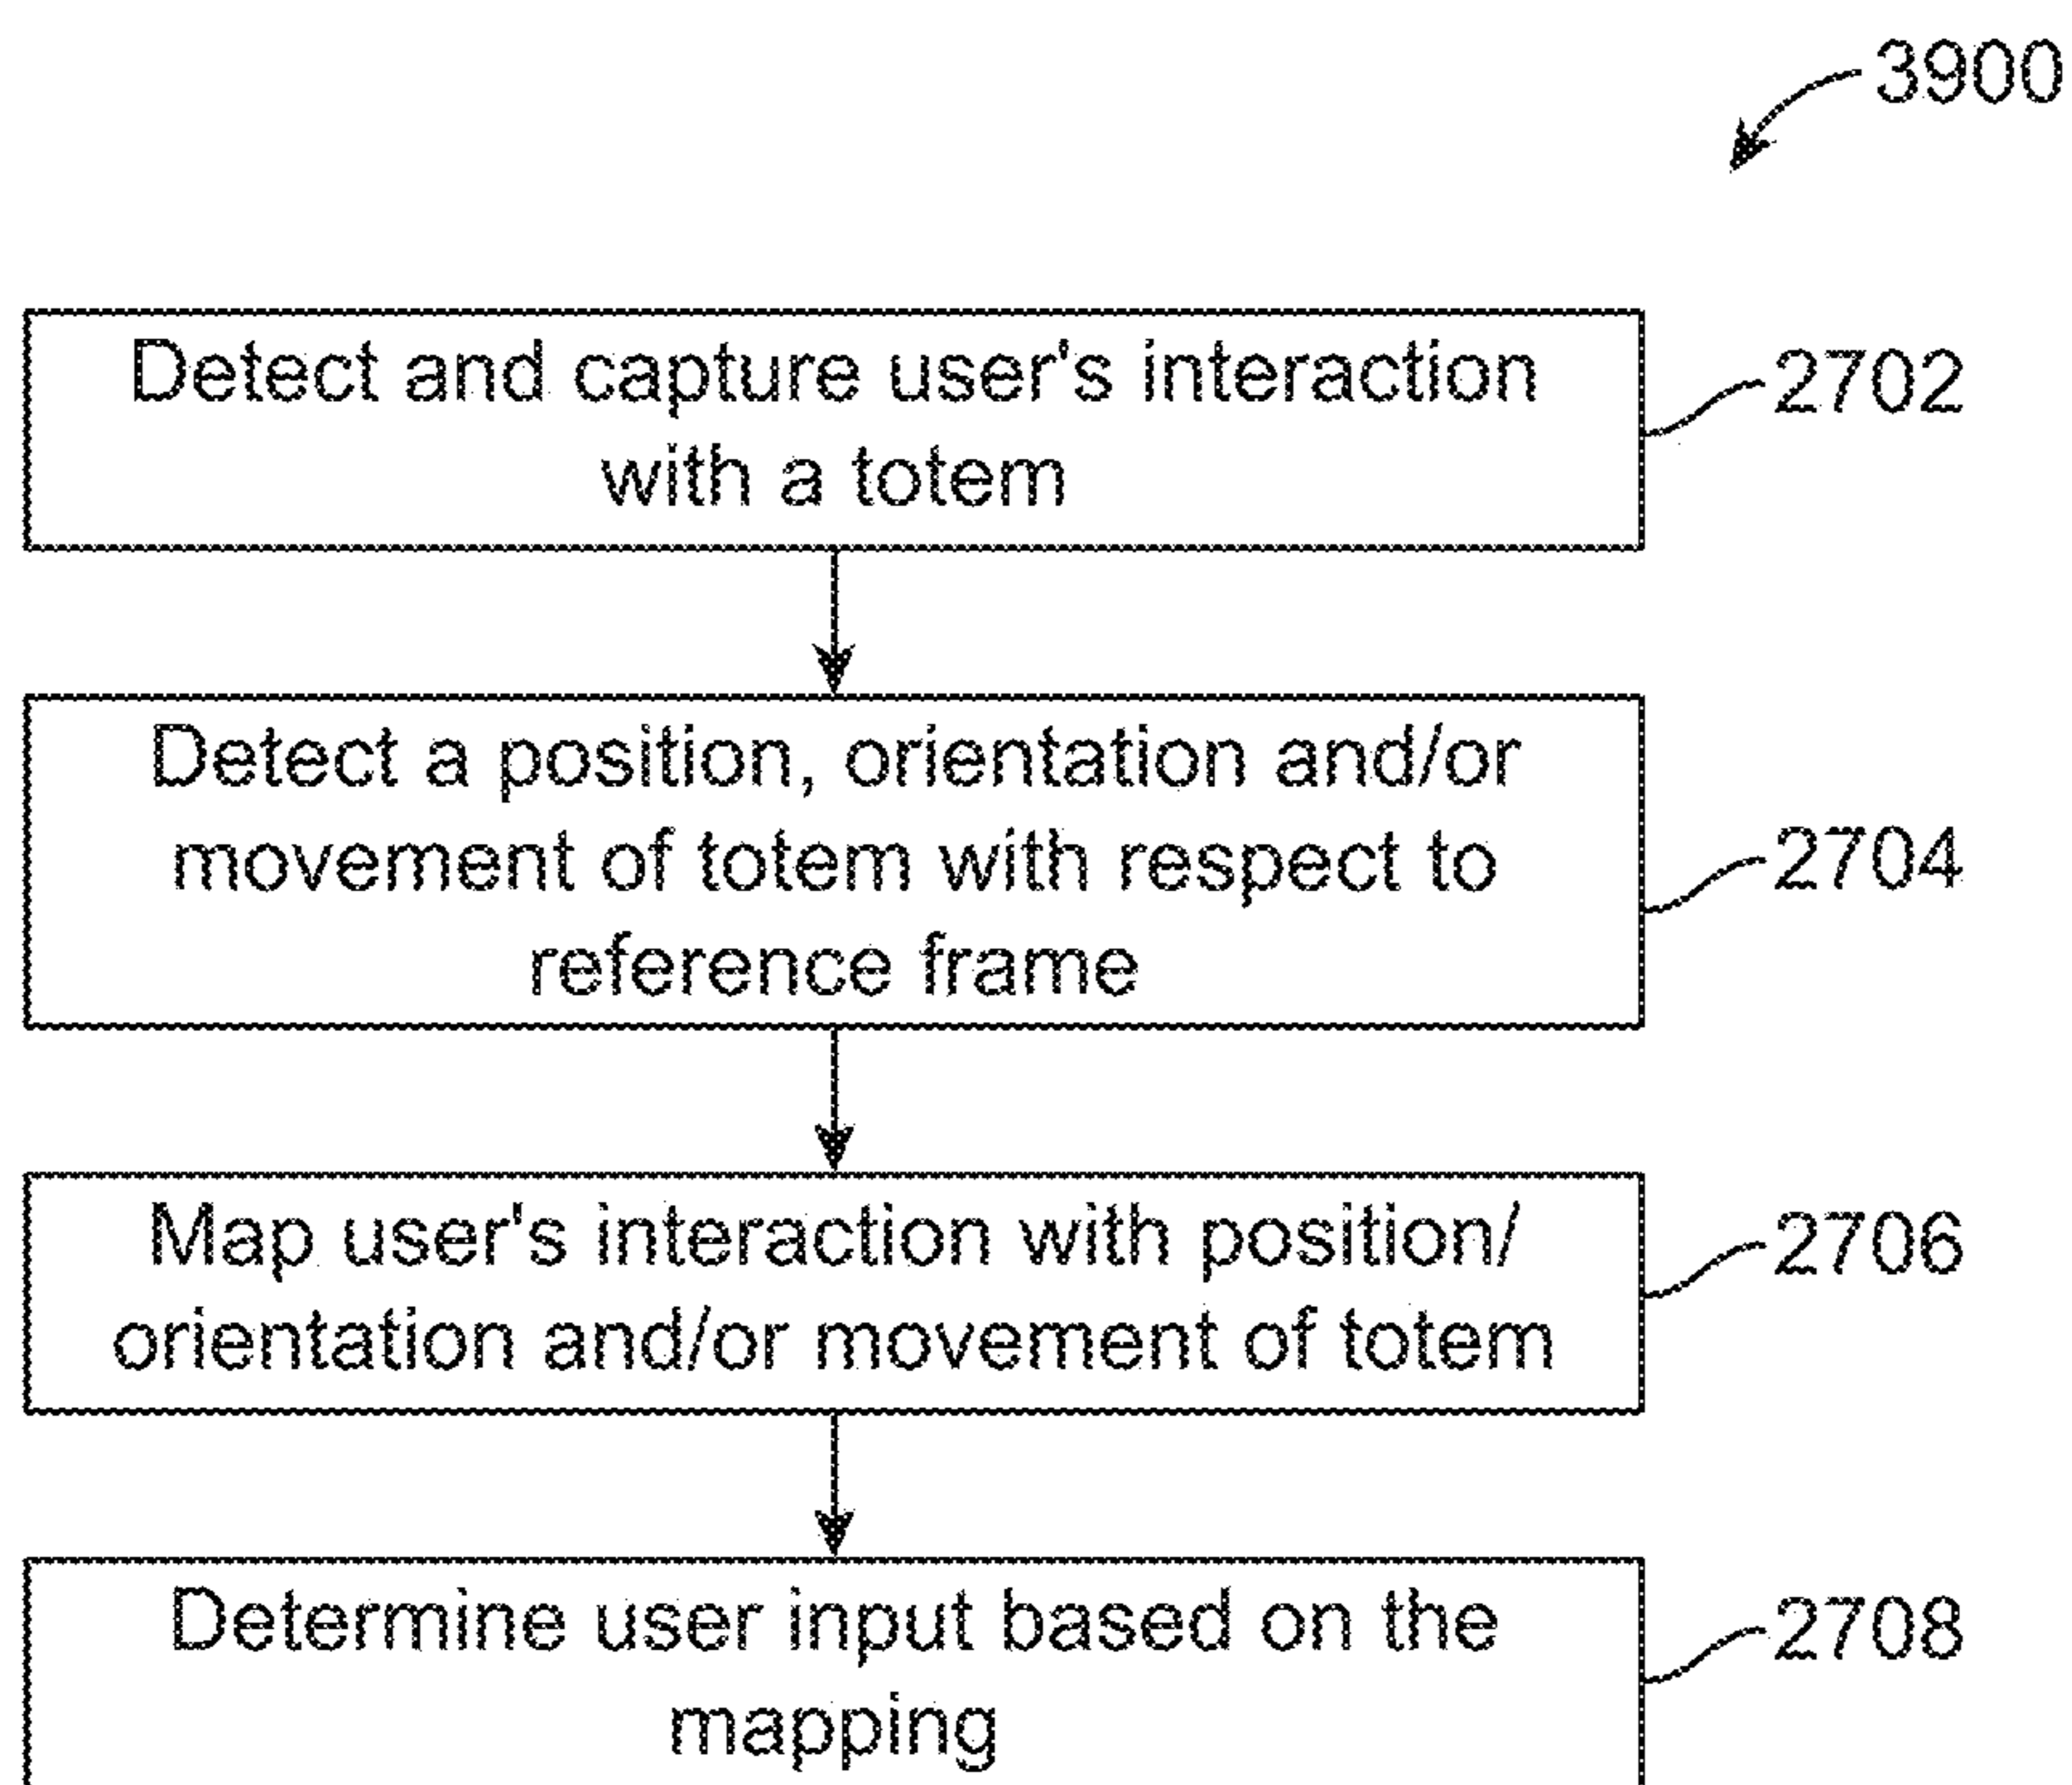 3900
Detect and capture user's interaction
with a totem
2702
Detect a position, orientation and/or
movement of totem with respect to
reference frame
2704
Map user's interaction with position/
orientation and/or movement of totem
2706
Determine user input based on the
mapping
2708